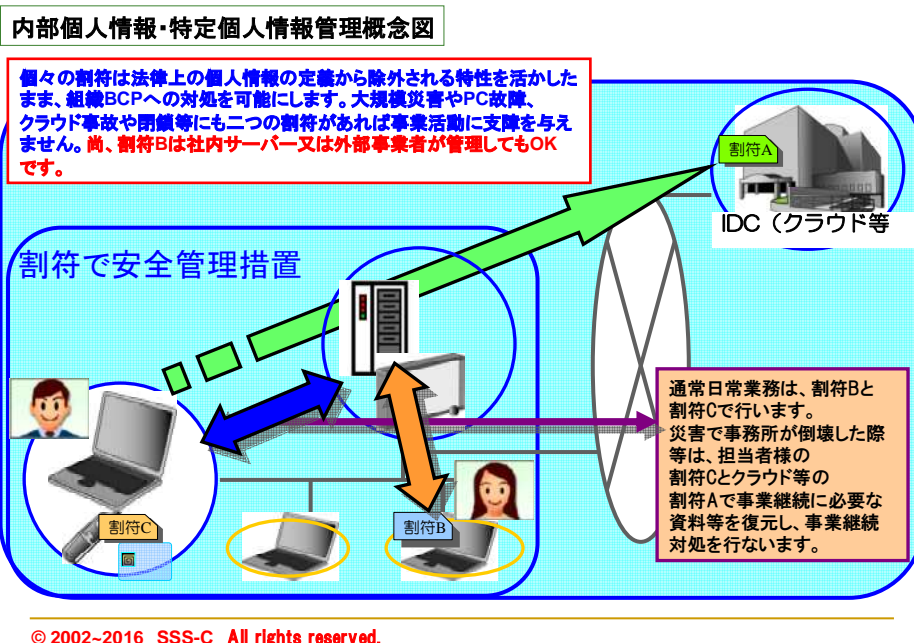 内部個人情報・特定個人情報管理概念図
個々の割符は法律上の個人情報の定義から除外される特性を活かした
まま、組織BCPへの対処を可能にします。大規模災害やPC故障、
クラウド事故や閉鎖等にも二つの割符があれば事業活動に支障を与え
ません。尚、割符Bは社内サーバー又は外部事業者が管理してもOK
です。
割符A
IDC（クラウド等
割符で安全管理措置
通常日常業務は、割符Bと
割符Cで行います。
災害で事務所が倒壊した際
等は、担当者様の
割符Cとクラウド等の
割符Aで事業継続に必要な
資料等を復元し、事業継続
対処を行ないます。
割符C
割符B
© 2002~2016 SSS-C All rights reserved.